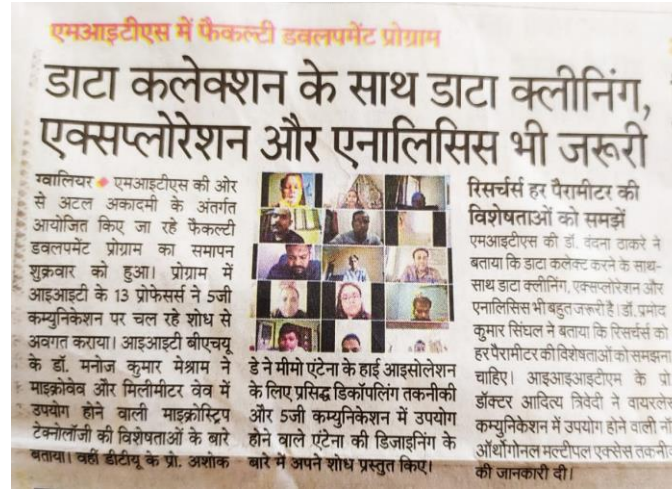 एमआइटीएस में फैकल्टी डवलपमेंट प्रोग्राम
डाटा कलेक्शन के साथ डाटा क्लीनिंग,
एक्सप्लोरेशन और एनालिसिस भी जरूरी
ग्वालियर एमआइटीएस की ओर
से अटल अकादमी के अंतर्गत
आयोजित किए जा रहे फैकल्टी
डवलपमेंट प्रोग्राम का समापन
शुक्रवार को हुआ। प्रोग्राम में
आइआइटी के 13 प्रोफेसर्स ने 5जी
कम्युनिकेशन पर चल रहे शोध से
अवगत कराया। आइआइटी बीएचयू
के डॉ. मनोज कुमार मेश्राम ने
माइक्रोवेव और मिलीमीटर वेव में
उपयोग होने वाली माइक्रोस्ट्रिप
टेक्नोलॉजी की विशेषताओं के बारे
बताया। वहीं डीटीयू के प्रो. अशोक
डे ने मीमो एंटेना के हाई आइसोलेशन
के लिए प्रसिद्ध डिकॉपलिंग तकनीकी
और 5जी कम्युनिकेशन में उपयोग
होने वाले एंटेना की डिजाइनिंग के
बारे में अपने शोध प्रस्तुत किए।
रिसर्चर्स हर पैरामीटर की
विशेषताओं को समझें
एमआइटीएस की डॉ. वंदना ठाकरे ने
बताया कि डाटा कलेक्ट करने के साथ-
साथ डाटा क्लीनिंग, एक्सप्लोरेशन और
एनालिसिस भी बहुत जरूरी है। डॉ. प्रमोद
कुमार सिंघल ने बताया कि रिसर्चर्स को
हर पैरामीटर की विशेषताओं को समझना
चाहिए। आइआइआइटीएम के प्रो
डॉक्टर आदित्य त्रिवेदी ने वायरलेस
कम्युनिकेशन में उपयोग होने वाली नॉ
ऑर्थोगोनल मल्टीपल एक्सेस तकनी
की जानकारी दी।